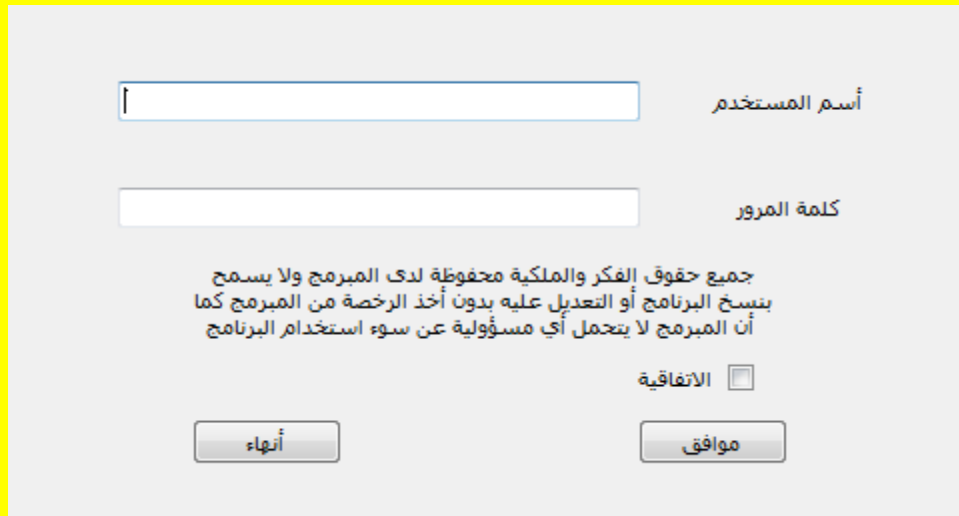 أسم المستخدم
كلمة المرور
جميع حقوق الفكر والملكية محفوظة لدى المبرمج ولا يسمح
بنسخ البرنامج أو التعديل عليه بدون أخذ الرخصة من المبرمج كما
أن المبرمج لا يتحمل أي مسؤولية عن سوء استخدام البرنامج
الاتفاقية
موافق
أنهاء